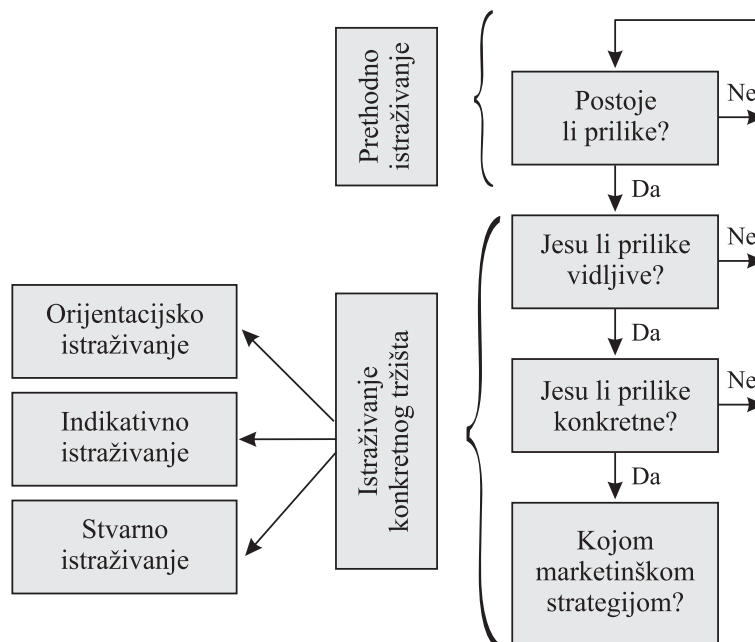 Prethodno
istraživanje
Postoje
li prilike?
Ne
Da
Jesu li prilike
vidljive?
Ne
Da
Orijentacijsko
istraživanje
Indikativno
istraživanje
Stvarno
istraživanje
Istraživanje
konkretnog tržišta
Jesu li prilike
konkretne?
Ne
Da
Kojom
marketinškom
strategijom?